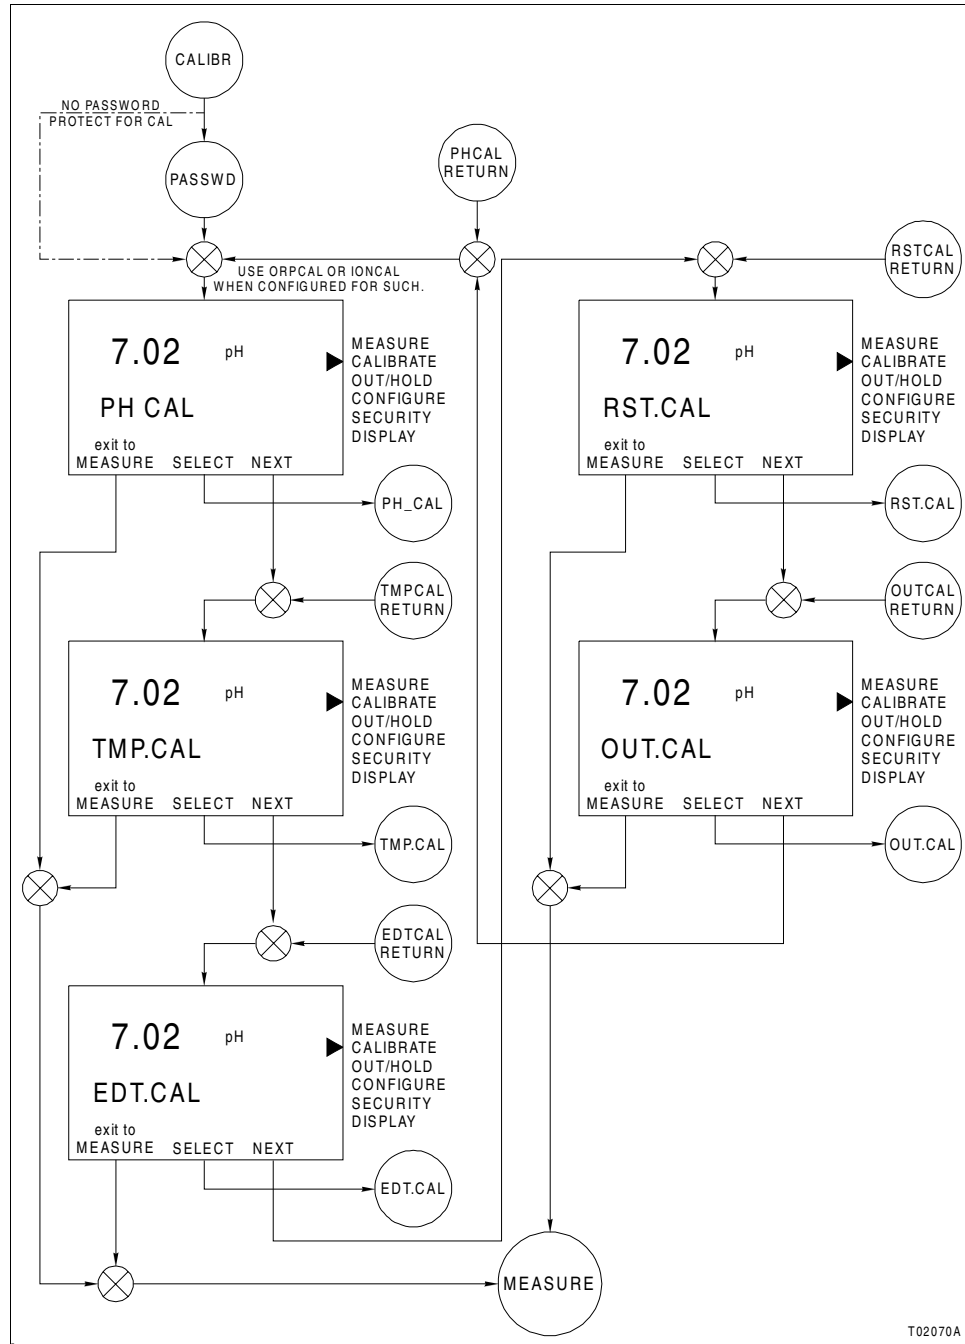 CALIBR
NO PASSWORD
PROTECT FOR CAL
PASSWD
PHCAL
RETURN
RSTCAL
RETURN
USE ORPCAL OR IONCAL
WHEN CONFIGURED FOR SUCH.
7.02 pH
PH CAL
exit to
MEASURE SELECT NEXT
MEASURE
CALIBRATE
OUT/HOLD
CONFIGURE
SECURITY
DISPLAY
PH_CAL
7.02 pH
RST.CAL
exit to
MEASURE SELECT NEXT
MEASURE
CALIBRATE
OUT/HOLD
CONFIGURE
SECURITY
DISPLAY
RST.CAL
TMPCAL
RETURN
OUTCAL
RETURN
7.02 pH
TMP.CAL
exit to
MEASURE SELECT NEXT
MEASURE
CALIBRATE
OUT/HOLD
CONFIGURE
SECURITY
DISPLAY
TMP.CAL
7.02 pH
OUT.CAL
exit to
MEASURE SELECT NEXT
MEASURE
CALIBRATE
OUT/HOLD
CONFIGURE
SECURITY
DISPLAY
OUT.CAL
EDTCAL
RETURN
7.02 pH
EDT.CAL
exit to
MEASURE SELECT NEXT
MEASURE
CALIBRATE
OUT/HOLD
CONFIGURE
SECURITY
DISPLAY
EDT.CAL
MEASURE
T02070A